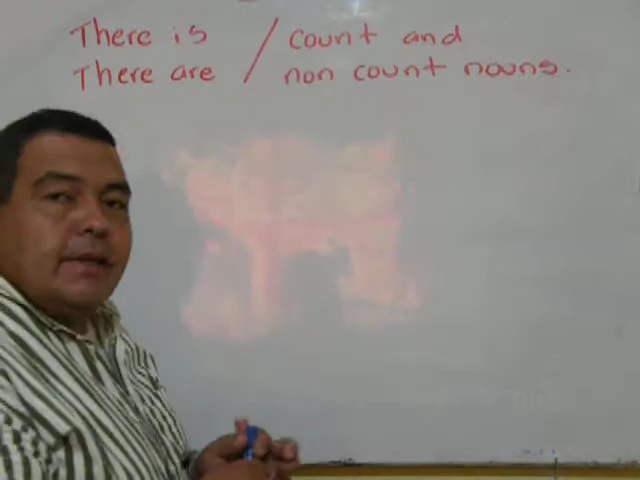 There is / count and
There are / non count nouns.